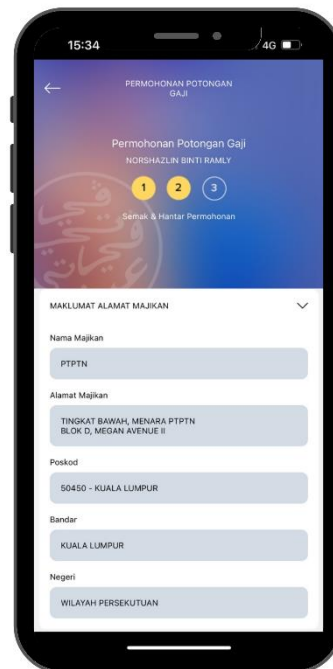 15:34
4G
PERMOHONAN POTONGAN
GAJI
Permohonan Potongan Gaji
NORSHAZLIN BINTI RAMLY
1 2 3
Semak & Hantar Permohonan
MAKLUMAT ALAMAT MAJIKAN
Nama Majikan
PTPTN
Alamat Majikan
TINGKAT BAWAH, MENARA PTPTN
BLOK D, MEGAN AVENUE II
Poskod
50450 - KUALA LUMPUR
Bandar
KUALA LUMPUR
Negeri
WILAYAH PERSEKUTUAN